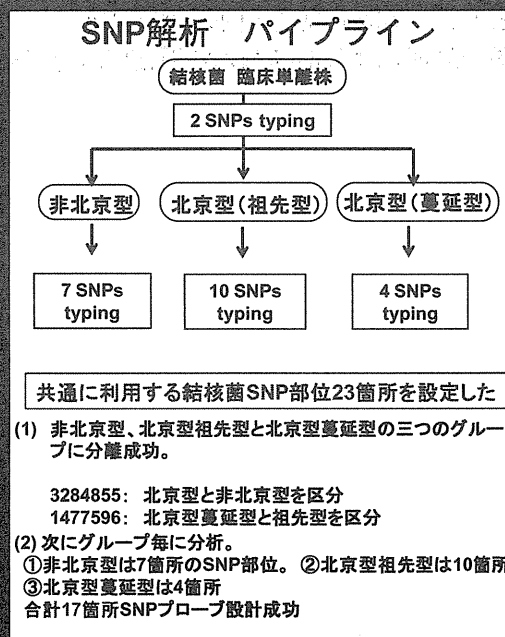 SNP解析 パイプライン
結核菌 臨床単離株
2 SNPs typing
非北京型
北京型(祖先型)
北京型(蔓延型)
7 SNPs
typing
10 SNPs
typing
4 SNPs
typing
共通に利用する結核菌SNP部位23箇所を設定した
(1) 非北京型、北京型祖先型と北京型蔓延型の三つのグルー
プに分離成功。
3284855: 北京型と非北京型を区分
1477596: 北京型蔓延型と祖先型を区分
(2) 次にグループ毎に分析。
①非北京型は7箇所のSNP部位。 ②北京型祖先型は10箇所
③北京型蔓延型は4箇所
合計17箇所SNPプローブ設計成功